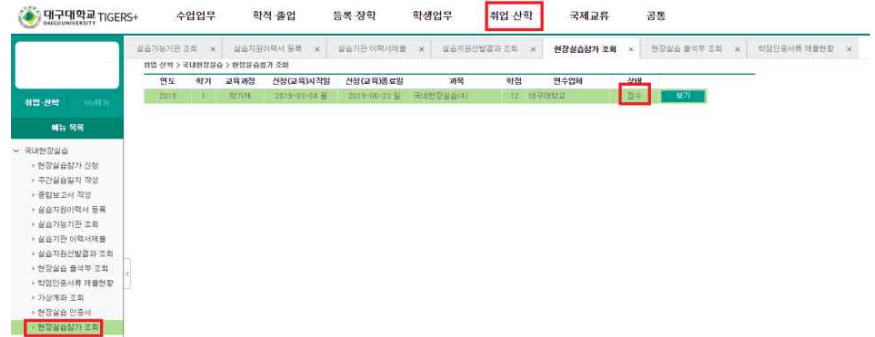 대구대학교 TIGERS+ 수업업무 학적·졸업 등록·장학 학생업무 취업·산학 국제교류 공통
DAEGU UNIVERSITY
실습가능기관 조회 × 실습지원이력서 등록 × 실습기관 이력서제출 × 실습지원선발결과 조회 × 현장실습참가 조회 × 현장실습 출석부 조회 × 학점인증서류 제출현황 ×
취업·산학 > 국내현장실습 > 현장실습참가 조회
연도 학기 교육과정 신청(교육)시작일 신청(교육)종료일 과목 학점 연수업체 상태
2019 1 학기제 2019-03-04 월 2019-06-23 일 국내현장실습(4) 12 대구대학교 접수 보기
취업·산학 My메뉴
메뉴 목록
국내현장실습
현장실습참가 신청
주간실습일지 작성
종합보고서 작성
실습지원이력서 등록
실습가능기관 조회
실습기관 이력서제출
실습지원선발결과 조회
현장실습 출석부 조회
학점인증서류 제출현황
가상계좌 조회
현장실습 인증서
현장실습참가 조회